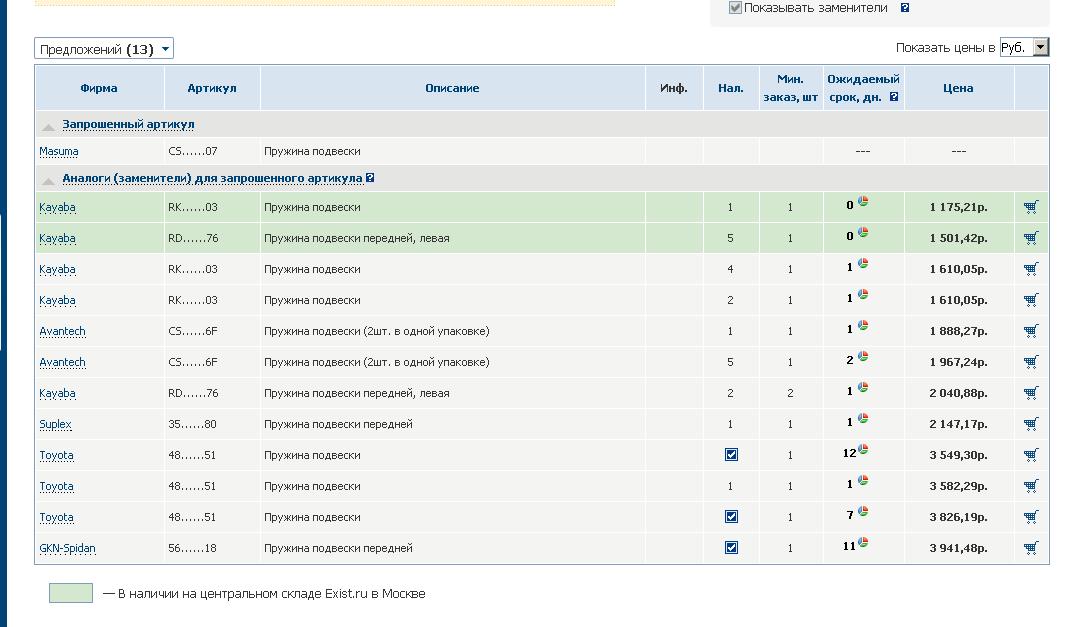 Показывать заменители ?
Предложений (13)
Показать цены в Руб.
Фирма Артикул Описание Инф. Нал. Мин. заказ, шт Ожидаемый срок, дн. ? Цена
Запрошенный артикул
Masuma CS......07 Пружина подвески --- ---
Аналоги (заменители) для запрошенного артикула ?
Kayaba RK......03 Пружина подвески 1 1 0 1 175,21р.
Kayaba RD......76 Пружина подвески передней, левая 5 1 0 1 501,42р.
Kayaba RK......03 Пружина подвески 4 1 1 1 610,05р.
Kayaba RK......03 Пружина подвески 2 1 1 1 610,05р.
Avantech CS......6F Пружина подвески (2шт. в одной упаковке) 1 1 1 1 888,27р.
Avantech CS......6F Пружина подвески (2шт. в одной упаковке) 5 1 2 1 967,24р.
Kayaba RD......76 Пружина подвески передней, левая 2 2 1 2 040,88р.
Suplex 35......80 Пружина подвески передней 1 1 1 2 147,17р.
Toyota 48......51 Пружина подвески 1 12 3 549,30р.
Toyota 48......51 Пружина подвески 1 1 1 3 582,29р.
Toyota 48......51 Пружина подвески 1 7 3 826,19р.
GKN-Spidan 56......18 Пружина подвески передней 1 11 3 941,48р.
— В наличии на центральном складе Exist.ru в Москве